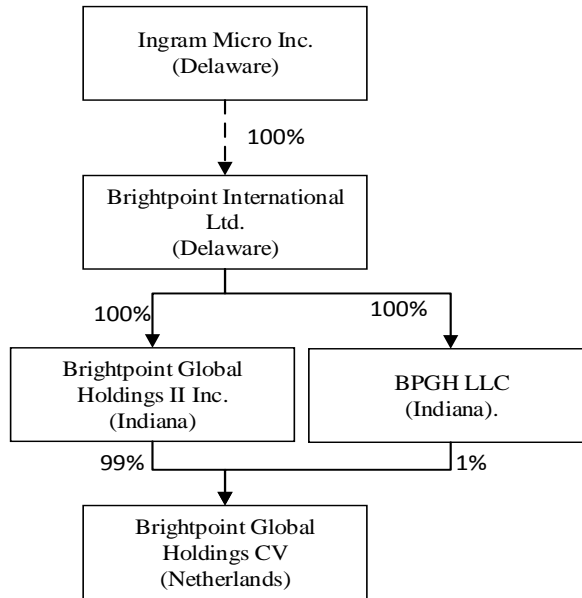 Ingram Micro Inc.
(Delaware)
100%
Brightpoint International
Ltd.
(Delaware)
100%
100%
Brightpoint Global
Holdings II Inc.
(Indiana)
BPGH LLC
(Indiana).
99%
1%
Brightpoint Global
Holdings CV
(Netherlands)